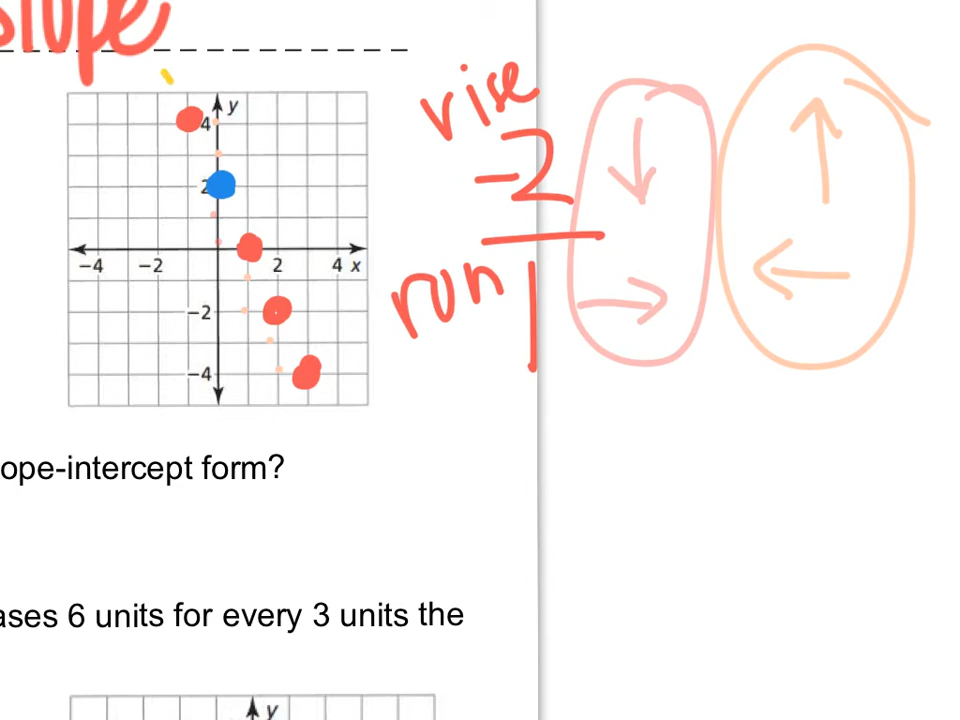 slope
y
4
2
-4 -2 2 4 x
-2
-4
rise
-2
run 1
ope-intercept form?
ases 6 units for every 3 units the
y